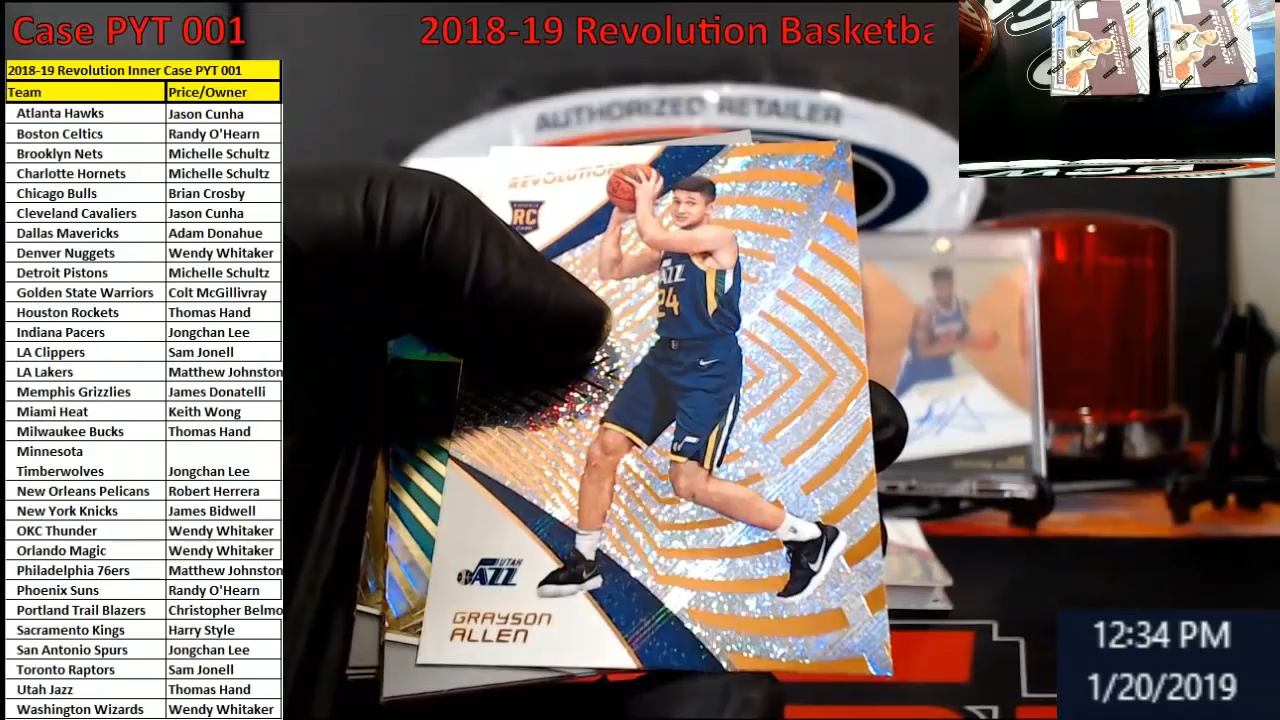 Case PYT 001
2018-19 Revolution Basketba
2018-19 Revolution Inner Case PYT 001
Team Price/Owner
Atlanta Hawks Jason Cunha
Boston Celtics Randy O'Hearn
Brooklyn Nets Michelle Schultz
Charlotte Hornets Michelle Schultz
Chicago Bulls Brian Crosby
Cleveland Cavaliers Jason Cunha
Dallas Mavericks Adam Donahue
Denver Nuggets Wendy Whitaker
Detroit Pistons Michelle Schultz
Golden State Warriors Colt McGillivray
Houston Rockets Thomas Hand
Indiana Pacers Jongchan Lee
LA Clippers Sam Jonell
LA Lakers Matthew Johnston
Memphis Grizzlies James Donatelli
Miami Heat Keith Wong
Milwaukee Bucks Thomas Hand
Minnesota
Timberwolves Jongchan Lee
New Orleans Pelicans Robert Herrera
New York Knicks James Bidwell
OKC Thunder Wendy Whitaker
Orlando Magic Wendy Whitaker
Philadelphia 76ers Matthew Johnston
Phoenix Suns Randy O'Hearn
Portland Trail Blazers Christopher Belmo
Sacramento Kings Harry Style
San Antonio Spurs Jongchan Lee
Toronto Raptors Sam Jonell
Utah Jazz Thomas Hand
Washington Wizards Wendy Whitaker
AUTHORIZED RETAILER
REVOLUTION
RC
JAZZ
24
UTAH
JAZZ
GRAYSON
ALLEN
12:34 PM
1/20/2019